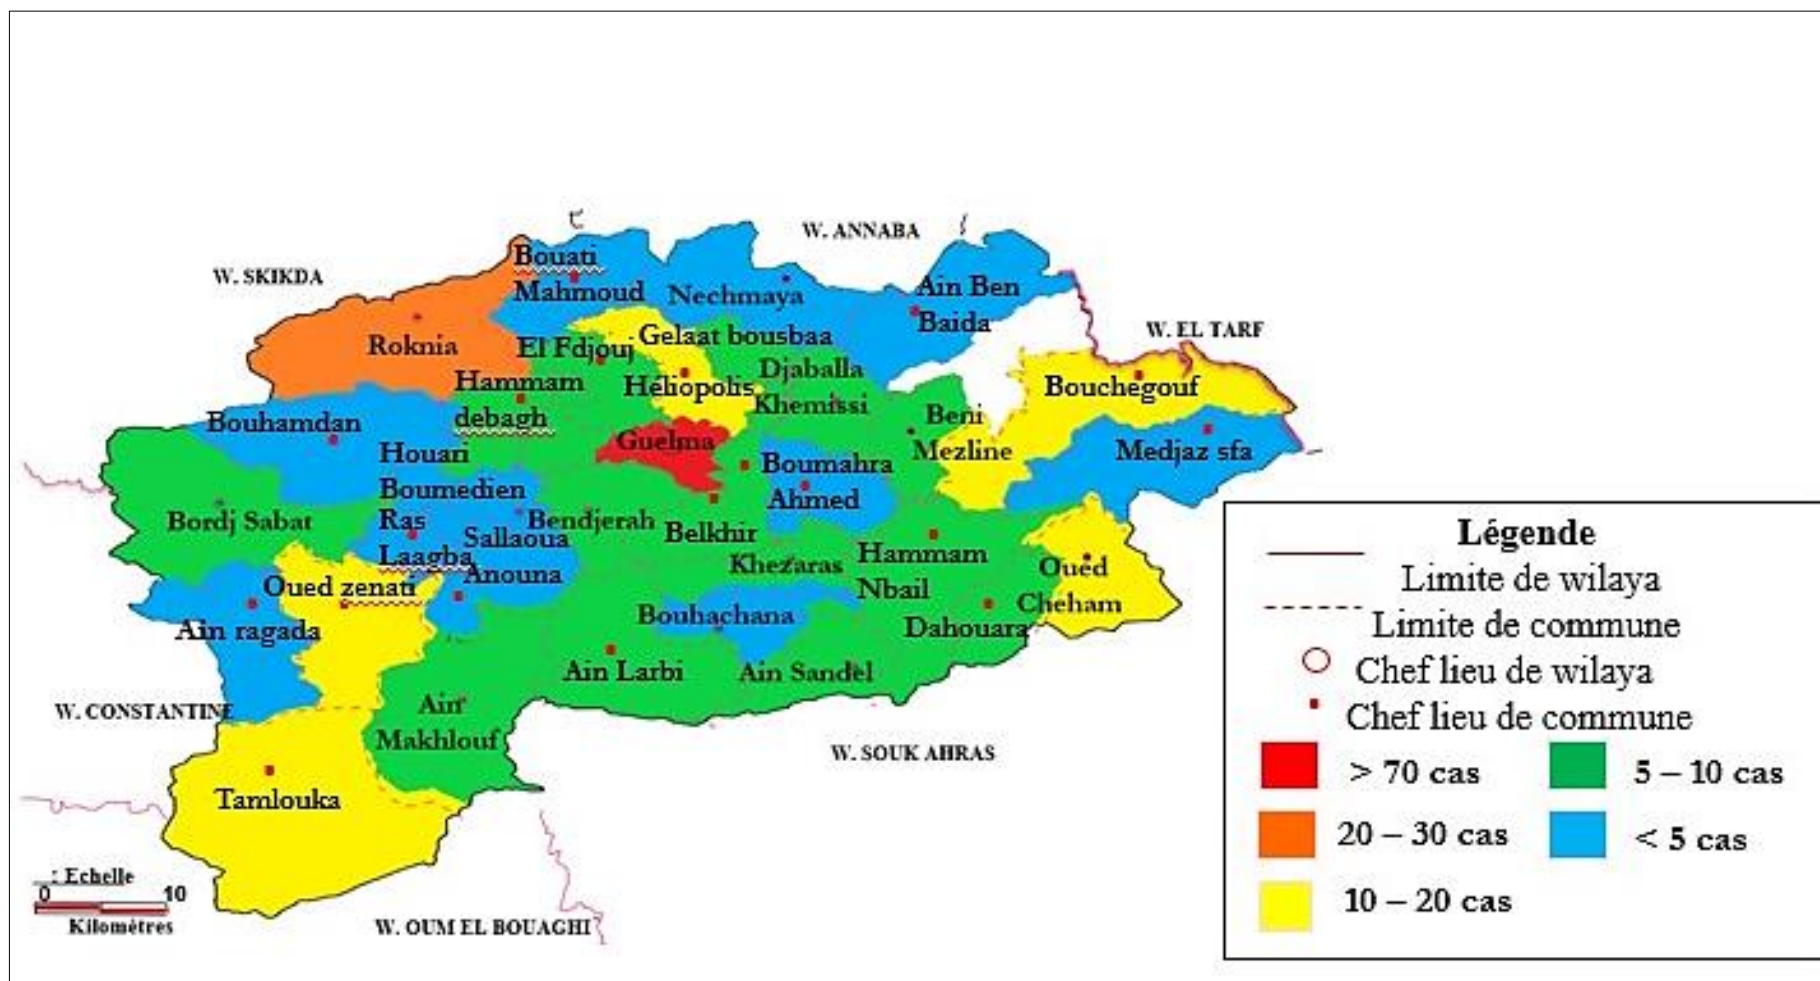 W. ANNABA
W. SKIKDA
Bouati
Mahmoud
Nechmaya
Ain Ben
Baida
W. EL TARF
Roknia
El Fdjouj
Gelaat bousbaa
Hammam
debagh
Héliopolis
Djaballa
Khemissi
Bouchegouf
Bouhamdan
Guelma
Beni
Mezline
Medjaz sfa
Houari
Boumedien
Boumahra
Ahmed
Bordj Sabat
Ras
Laagba
Sallaoua
Anouna
Bendjerah
Belkhir
Khezaras
Hammam
Nbail
Oued
Cheham
Oued zenati
Ain ragada
Bouhachana
Dahouara
Ain Larbi
Ain Sandel
W. CONSTANTINE
Ain
Makhlouf
W. SOUK AHRAS
Tamlouka
W. OUM EL BOUAGHI
: Echelle
0 10
Kilomètres
Légende
Limite de wilaya
Limite de commune
Chef lieu de wilaya
Chef lieu de commune
> 70 cas
5 – 10 cas
20 – 30 cas
< 5 cas
10 – 20 cas